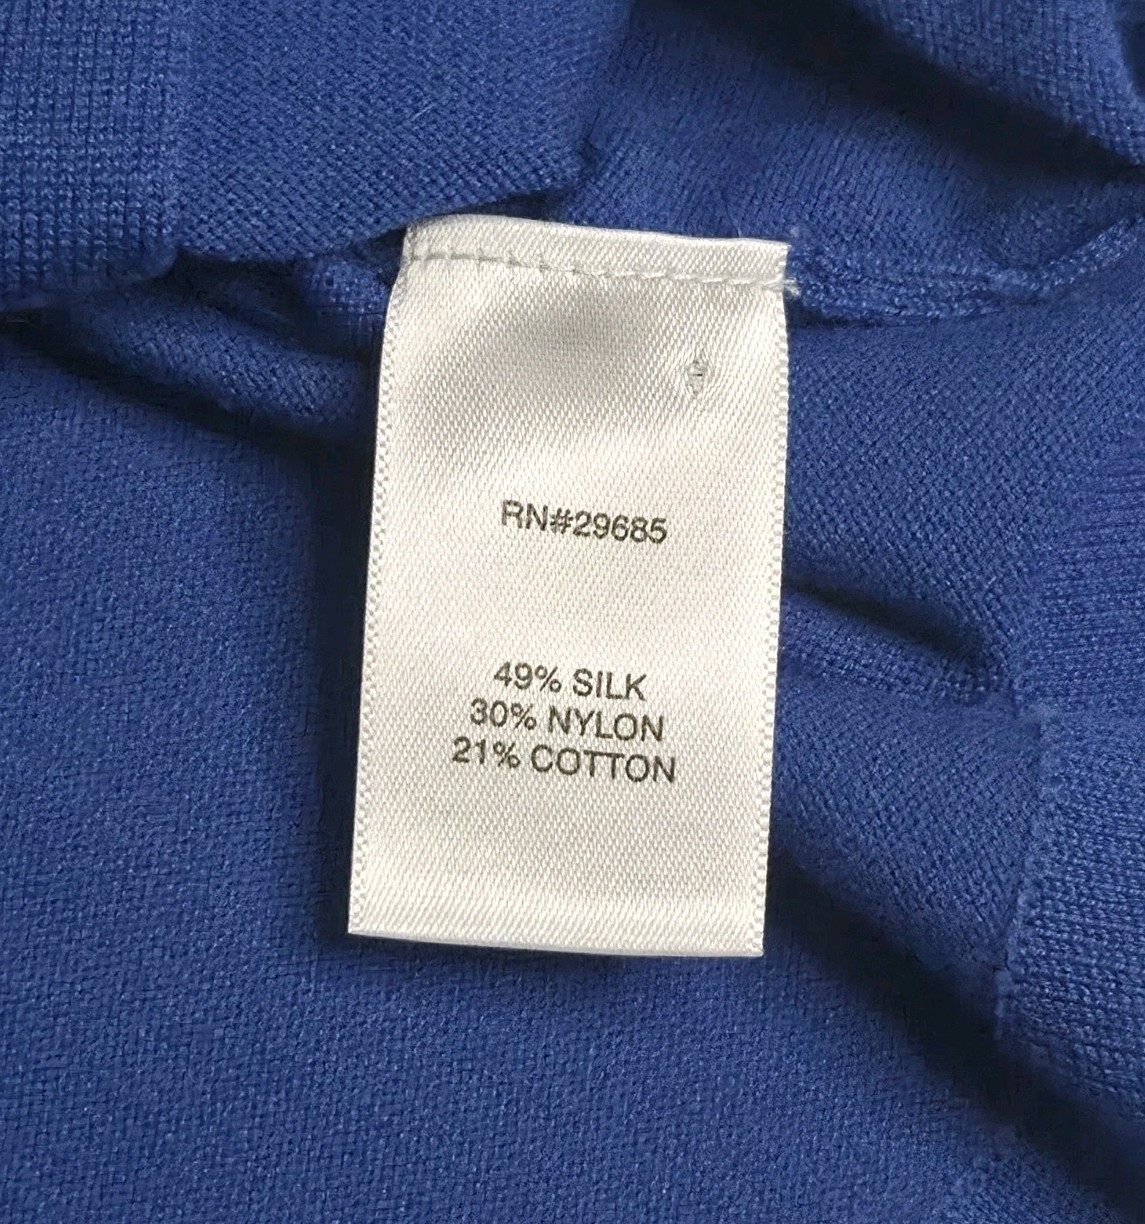 RN#29685
49% SILK
30% NYLON
21% COTTON